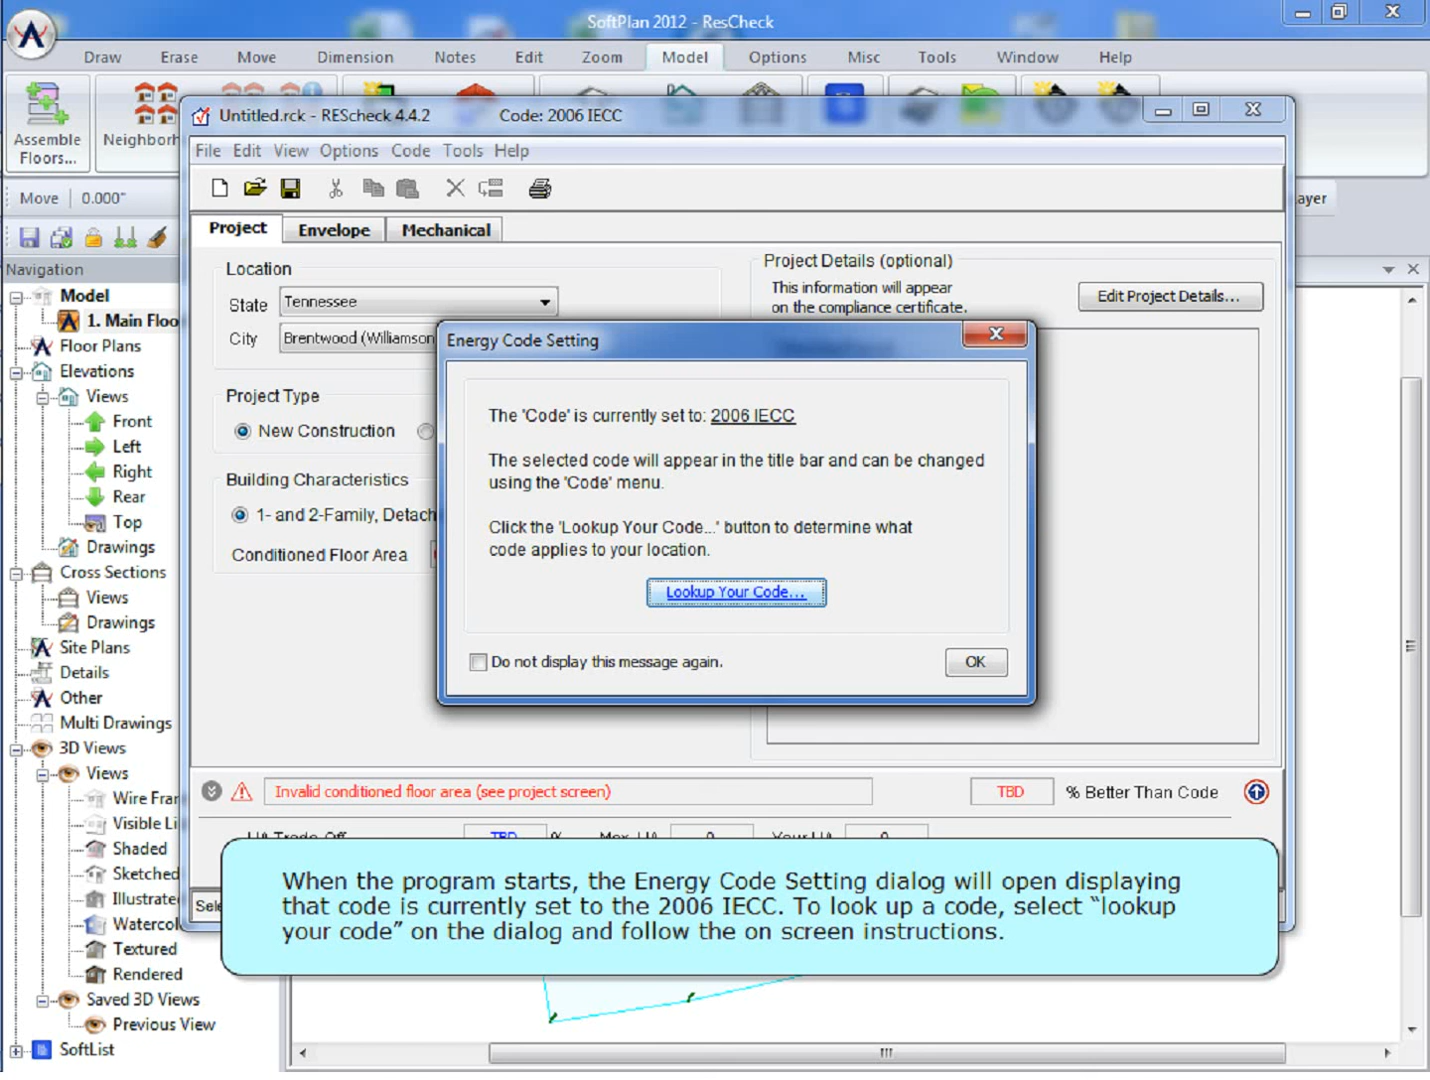 SoftPlan 2012 - ResCheck
Draw Erase Move Dimension Notes Edit Zoom Model Options Misc Tools Window Help
Assemble
Floors...
Untitled.rck - REScheck 4.4.2 Code: 2006 IECC
File Edit View Options Code Tools Help
Move 0.000"
Project Envelope Mechanical
Navigation
Location
State Tennessee
City
Project Type
New Construction
Building Characteristics
1- and 2-Family,
Conditioned Floor Area
Project Details (optional)
This information will appear
on the compliance certificate.
Edit Project Details...
Energy Code Setting
The 'Code' is currently set to: 2006 IECC
The selected code will appear in the title bar and can be changed
using the 'Code' menu.
Click the 'Lookup Your Code...' button to determine what
code applies to your location.
Lookup Your Code...
Do not display this message again.
OK
Model
1. Main
Floor Plans
Elevations
Views
Front
Left
Right
Rear
Top
Drawings
Cross Sections
Views
Drawings
Site Plans
Details
Other
Multi Drawings
3D Views
Views
Wire
Visible
Shaded
Sketched
Textured
Rendered
Saved 3D Views
Previous View
SoftList
Invalid conditioned floor area (see project screen)
TBD % Better Than Code
When the program starts, the Energy Code Setting dialog will open displaying
that code is currently set to the 2006 IECC. To look up a code, select “lookup
your code” on the dialog and follow the on screen instructions.